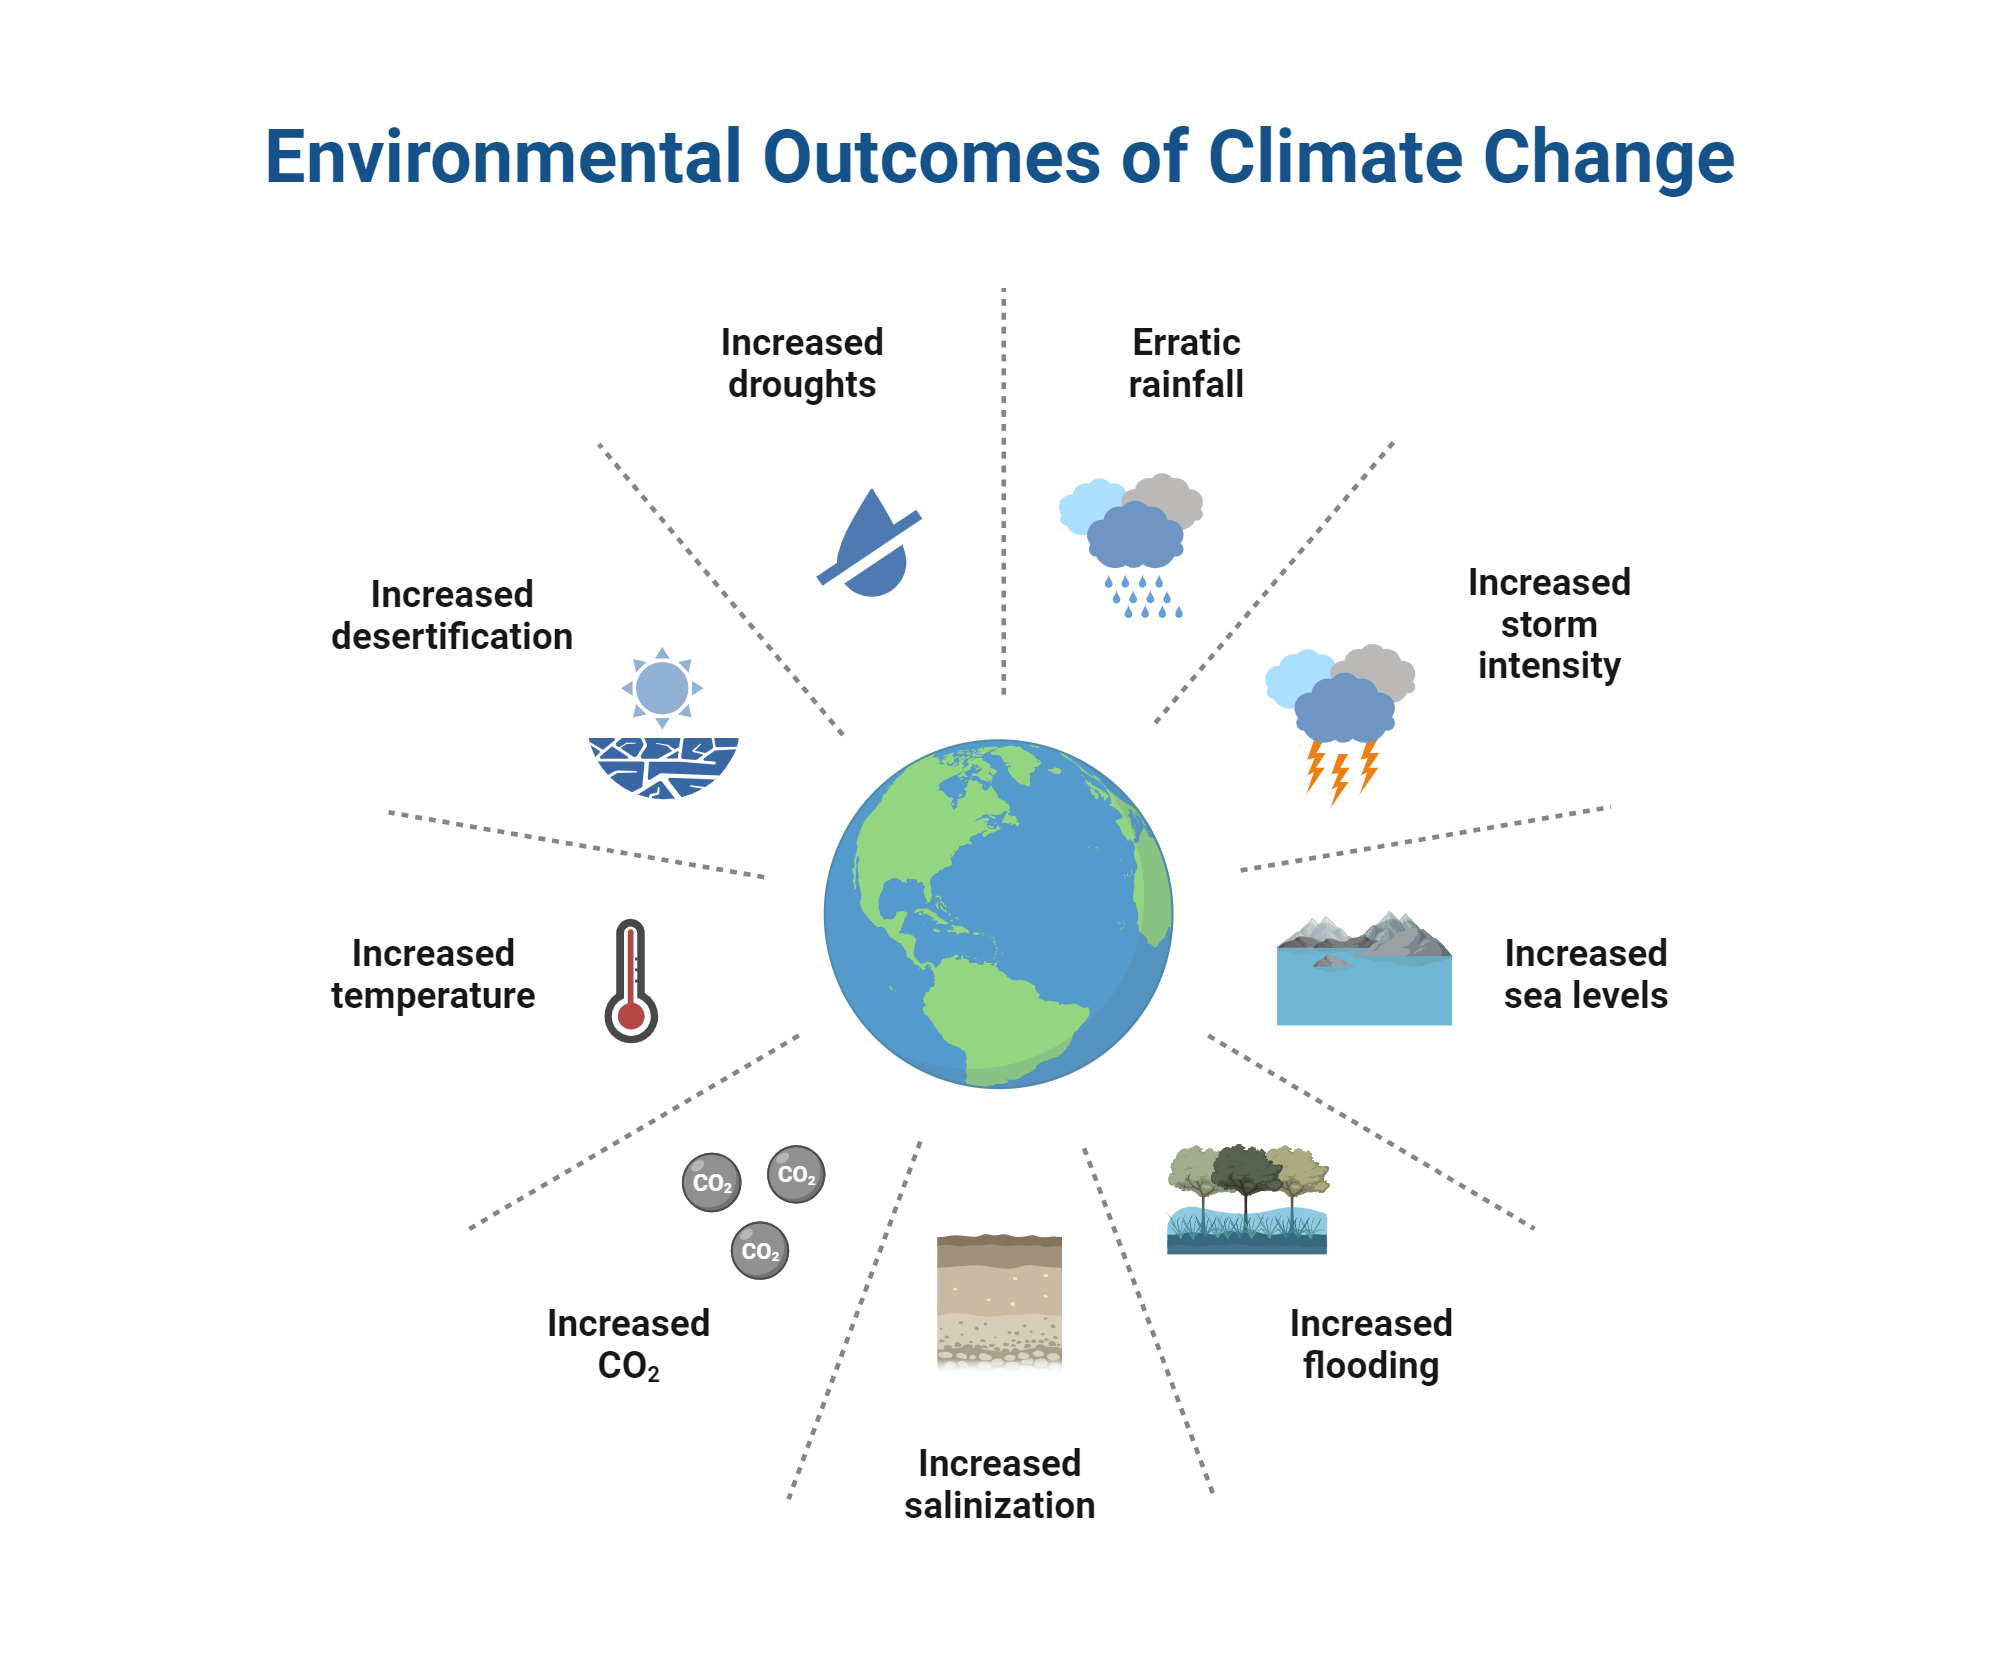 Environmental Outcomes of Climate Change
Increased
droughts
Erratic
rainfall
Increased
storm
intensity
Increased
desertification
Increased
temperature
Increased
sea levels
CO₂
CO₂
CO₂
Increased
CO₂
Increased
flooding
Increased
salinization